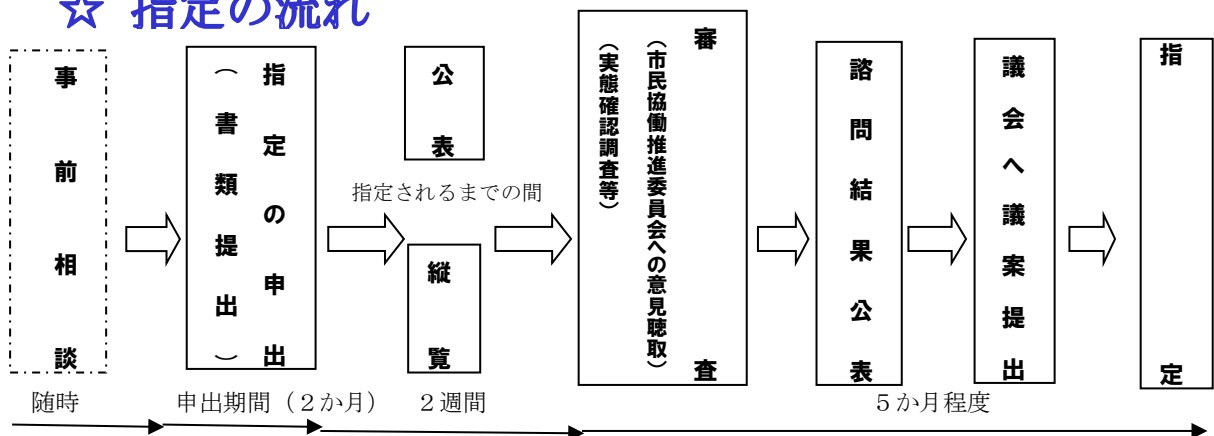 ☆ 指定の流れ
事前相談
指定の申出
（書類提出）
公表
指定されるまでの間
縦覧
審査
（市民協働推進委員会への意見聴取）
（実態確認調査等）
諮問結果公表
議会へ議案提出
指定
随時
申出期間（２か月）
２週間
５か月程度